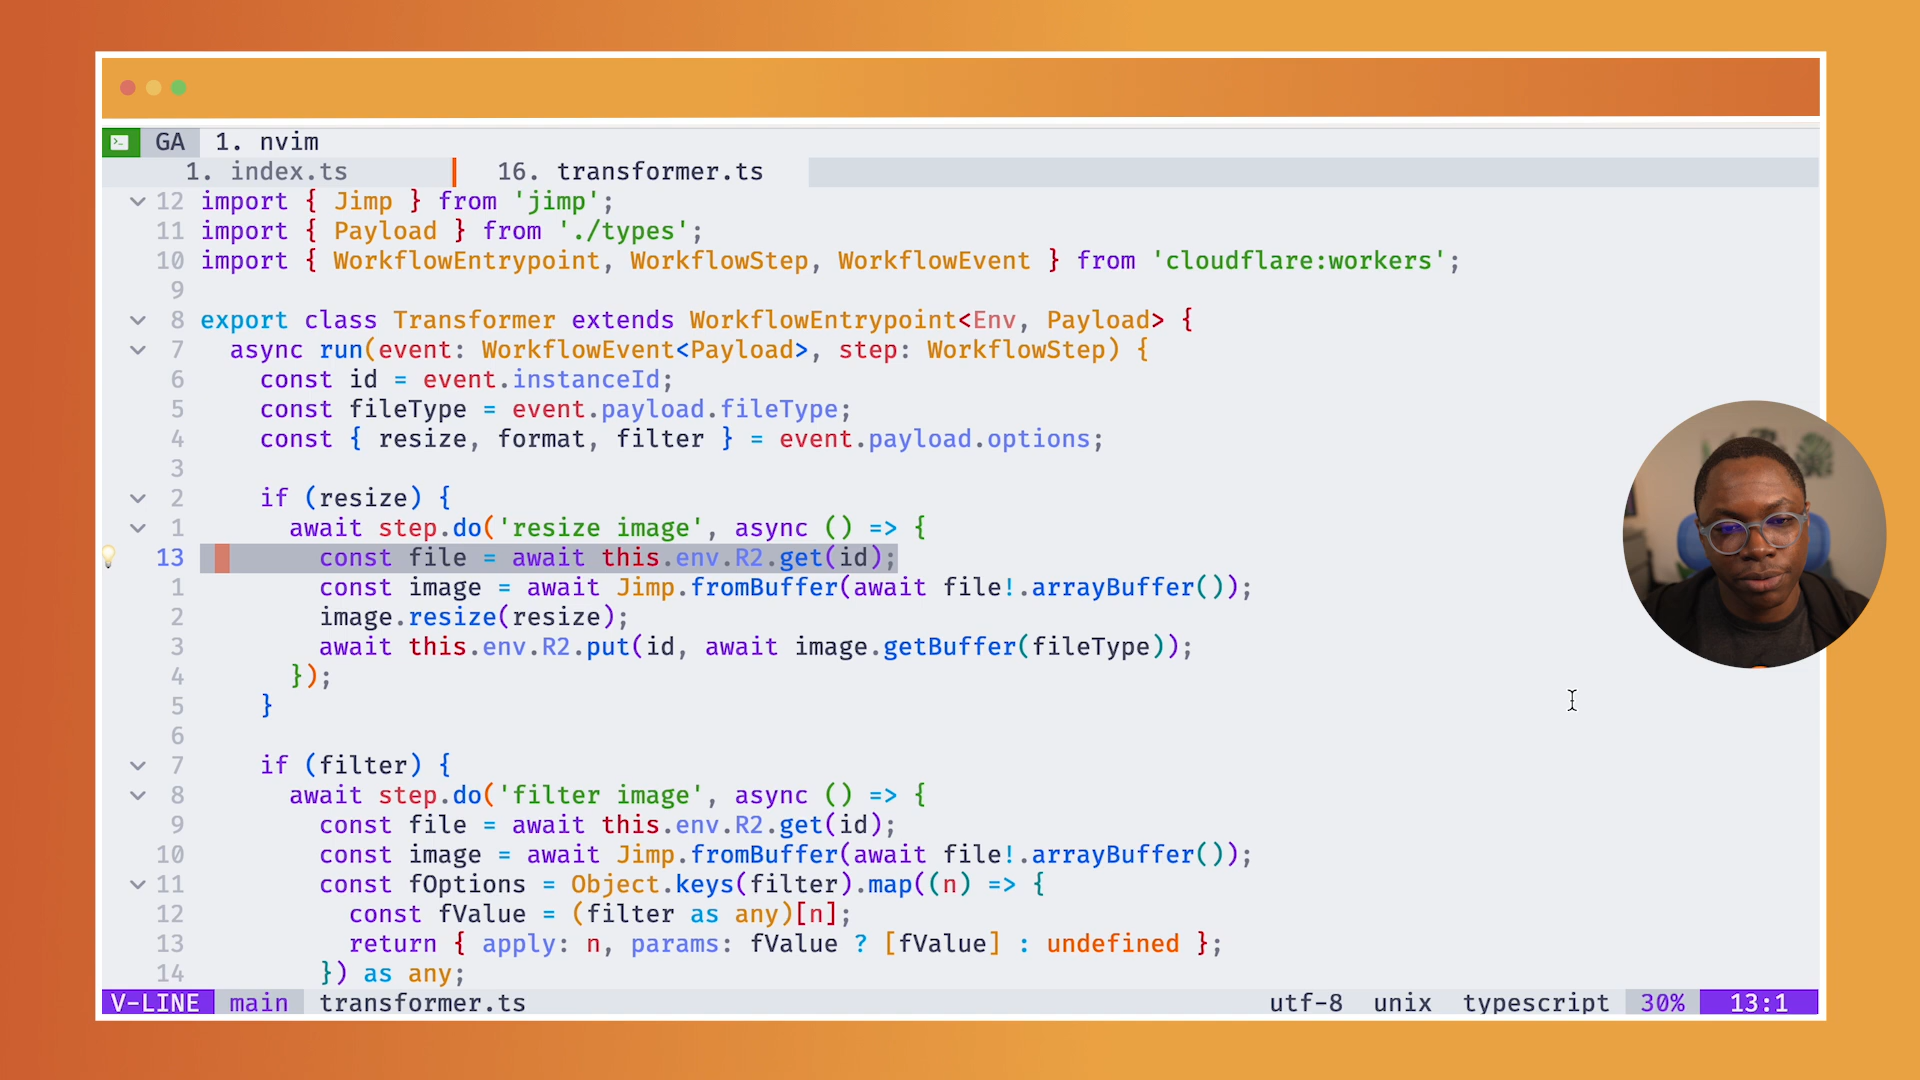 GA 1. nvim
1. index.ts 16. transformer.ts
12 import { Jimp } from 'jimp';
11 import { Payload } from './types';
10 import { WorkflowEntrypoint, WorkflowStep, WorkflowEvent } from 'cloudflare:workers';
9
8 export class Transformer extends WorkflowEntrypoint<Env, Payload> {
7 async run(event: WorkflowEvent<Payload>, step: WorkflowStep) {
6 const id = event.instanceId;
5 const fileType = event.payload.fileType;
4 const { resize, format, filter } = event.payload.options;
3
2 if (resize) {
1 await step.do('resize image', async () => {
13 const file = await this.env.R2.get(id);
1 const image = await Jimp.fromBuffer(await file!.arrayBuffer());
2 image.resize(resize);
3 await this.env.R2.put(id, await image.getBuffer(fileType));
4 });
5 }
6
7 if (filter) {
8 await step.do('filter image', async () => {
9 const file = await this.env.R2.get(id);
10 const image = await Jimp.fromBuffer(await file!.arrayBuffer());
11 const fOptions = Object.keys(filter).map((n) => {
12 const fValue = (filter as any)[n];
13 return { apply: n, params: fValue ? [fValue] : undefined };
14 }) as any;
V-LINE main transformer.ts utf-8 unix typescript 30% 13:1